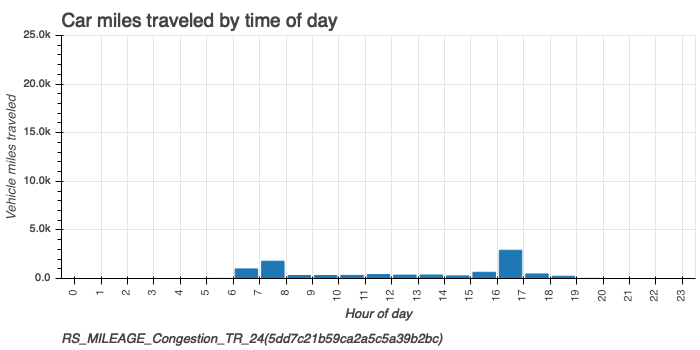 Car miles traveled by time of day
25.0k
20.0k
15.0k
10.0k
5.0k
0.0
Vehicle miles traveled
0 1 2 3 4 5 6 7 8 9 10 11 12 13 14 15 16 17 18 19 20 21 22 23
Hour of day
RS_MILEAGE_Congestion_TR_24(5dd7c21b59ca2a5c5a39b2bc)